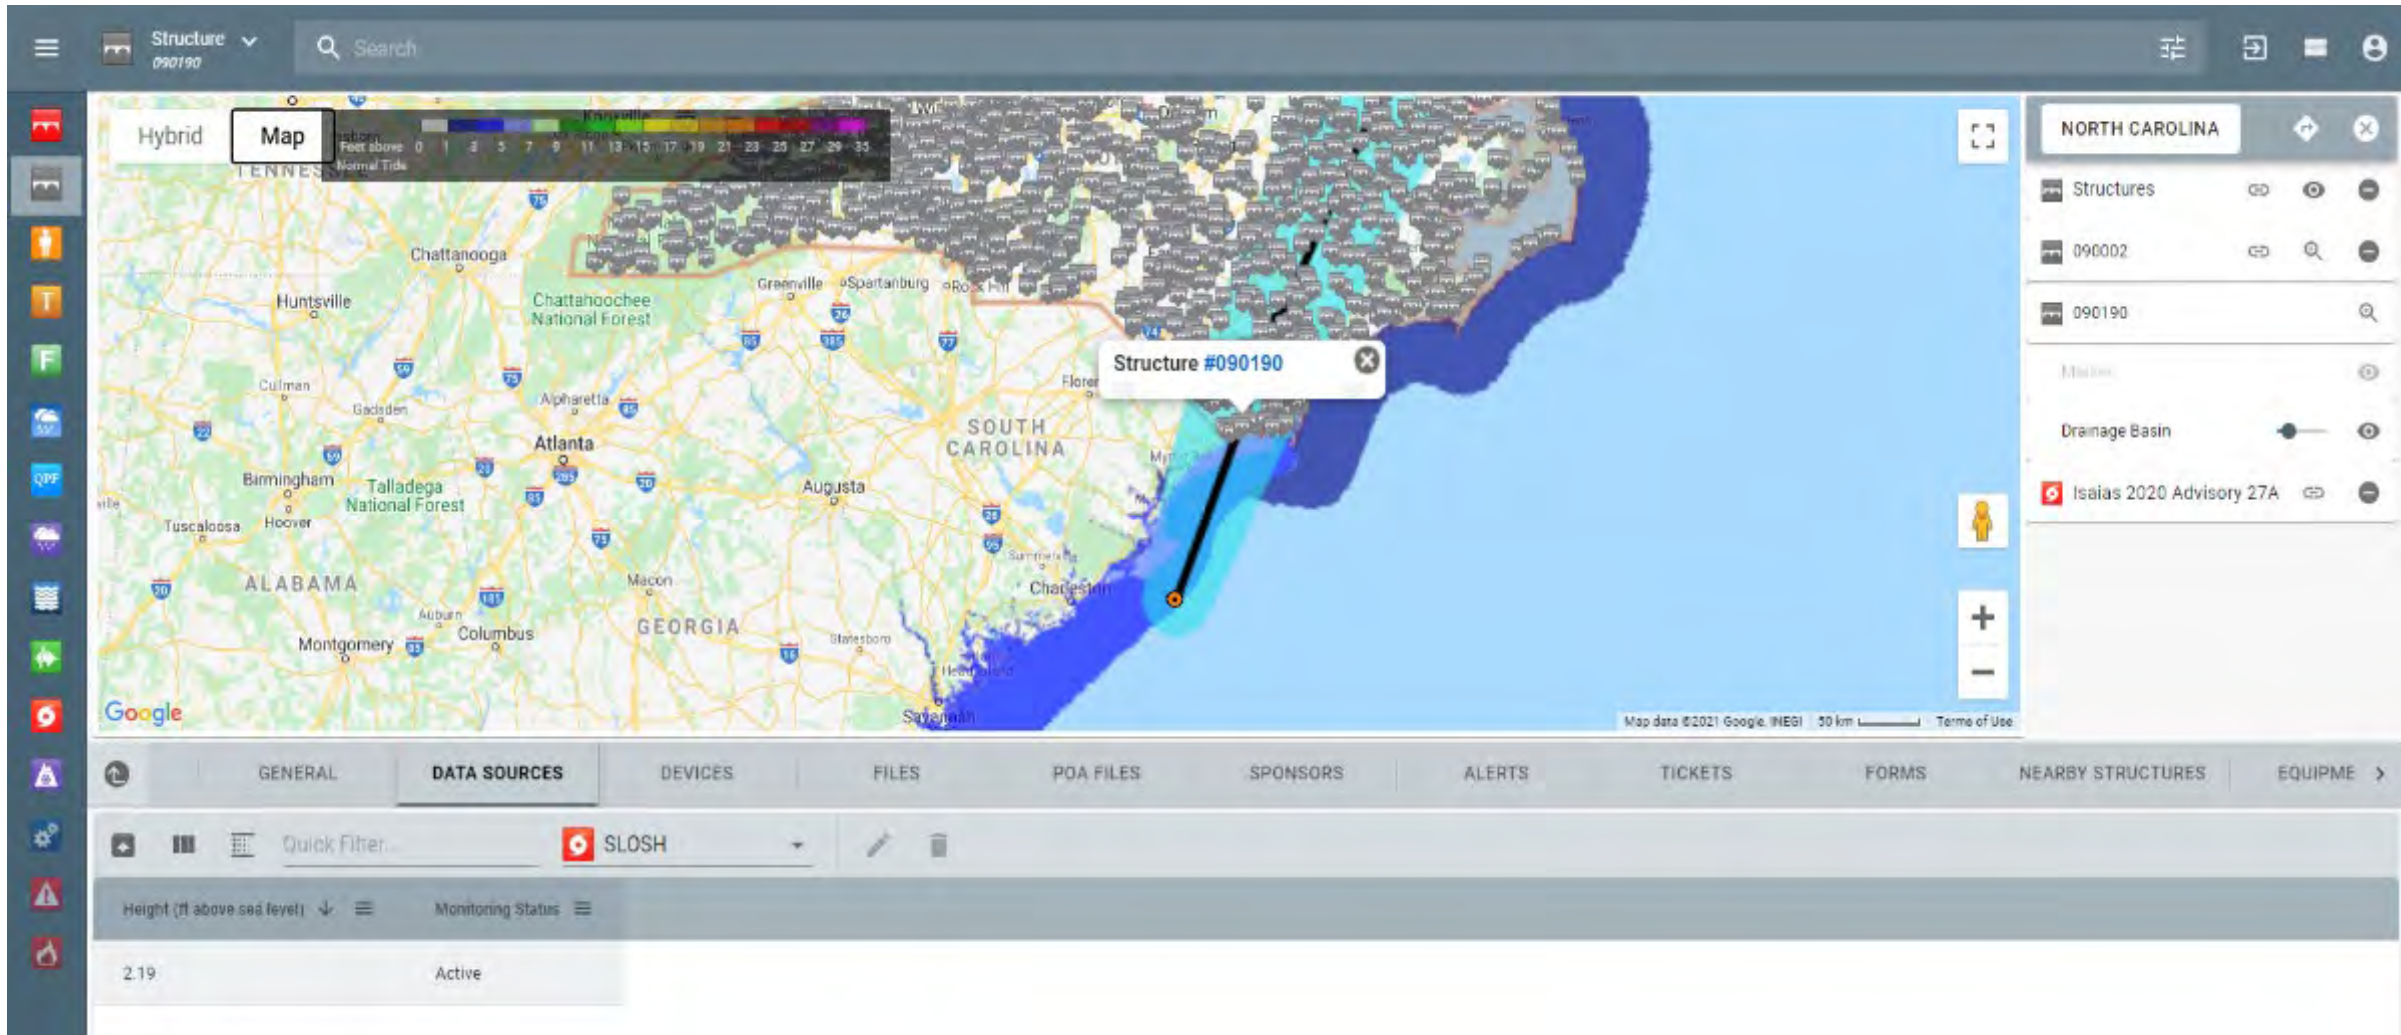 Structure
090190
Search
Hybrid
Map
Feet above 0 1 3 5 7 9 11 13 15 17 19 21 23 25 27 29 35
Normal Tide
Chattanooga
Huntsville
Chattahoochee
National Forest
Greenville
Spartanburg
Cullman
Gadsden
Alpharetta
Atlanta
SOUTH
CAROLINA
Birmingham
Talladega
National Forest
Augusta
Tuscaloosa
Hoover
Macon
ALABAMA
Charleston
Auburn
Columbus
GEORGIA
Statesboro
Montgomery
Savannah
Google
Structure #090190
Map data ©2021 Google, INEGI
50 km
Terms of Use
NORTH CAROLINA
Structures
090002
090190
Marker
Drainage Basin
Isaias 2020 Advisory 27A
T
F
QPF
GENERAL
DATA SOURCES
DEVICES
FILES
POA FILES
SPONSORS
ALERTS
TICKETS
FORMS
NEARBY STRUCTURES
EQUIPME
Quick Filter...
SLOSH
Height (ft above sea level)
Monitoring Status
2.19
Active